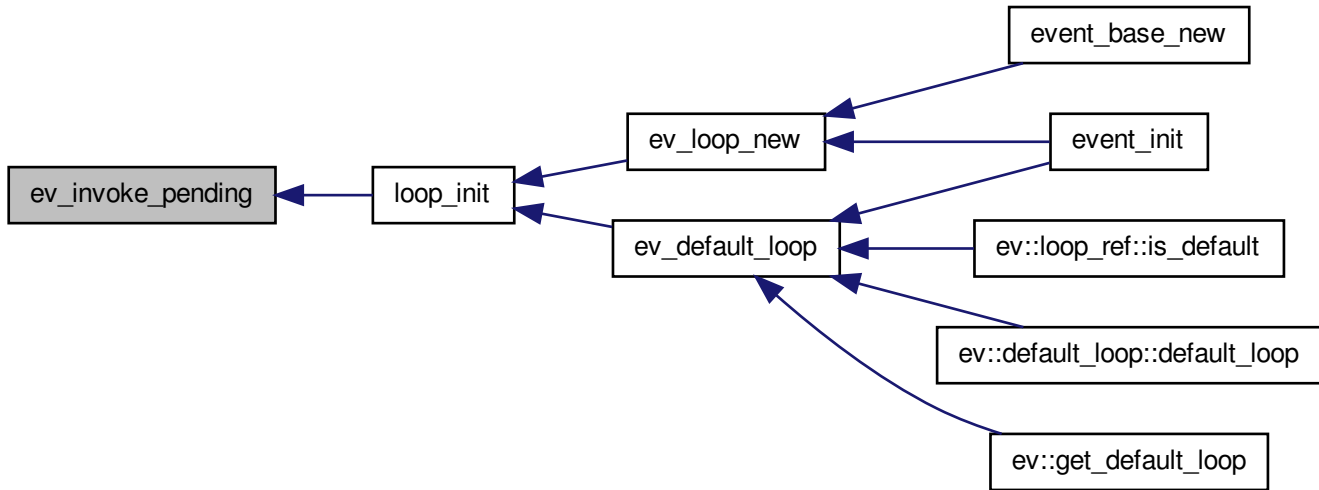 event_base_new
ev_loop_new
event_init
ev_invoke_pending
loop_init
ev_default_loop
ev::loop_ref::is_default
ev::default_loop::default_loop
ev::get_default_loop